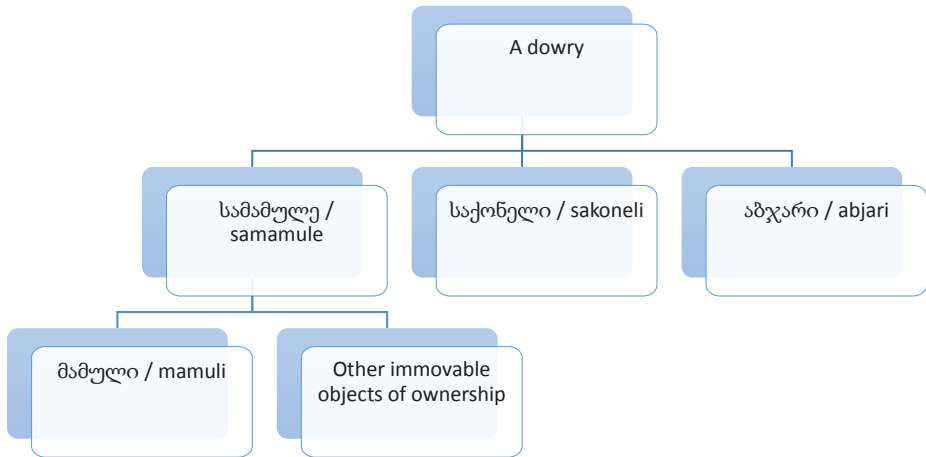 A dowry
სამამულე /
samamule
საქონელი / sakoneli
აბჯარი / abjari
მამული / mamuli
Other immovable
objects of ownership